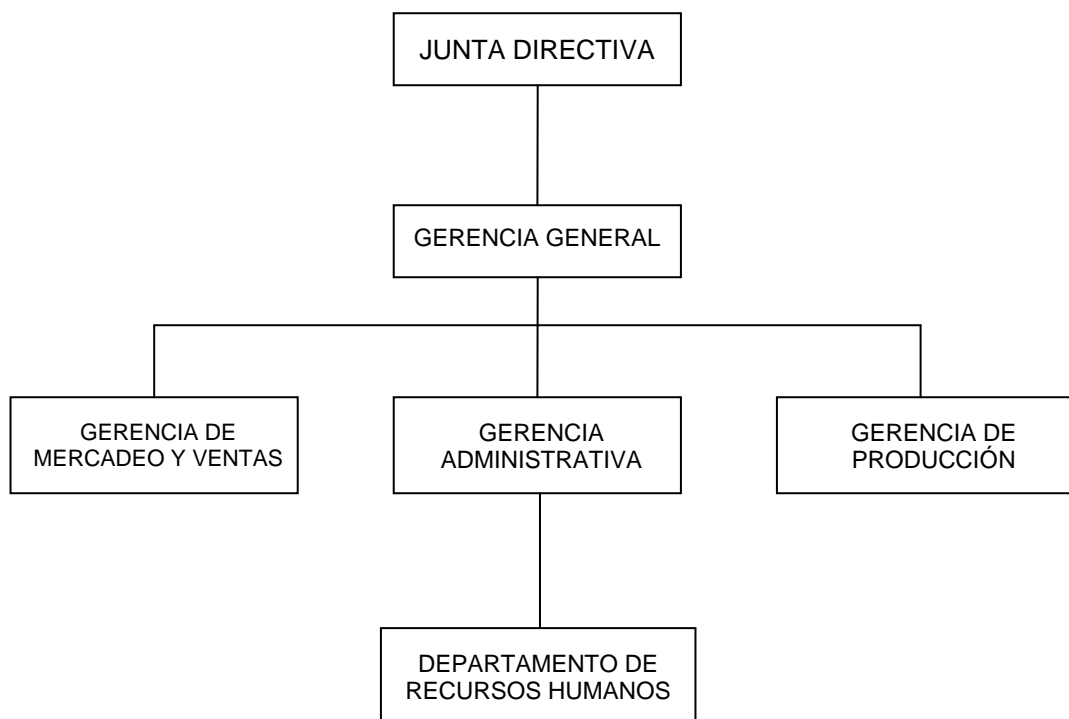 JUNTA DIRECTIVA
GERENCIA GENERAL
GERENCIA DE
MERCADEO Y VENTAS
GERENCIA
ADMINISTRATIVA
GERENCIA DE
PRODUCCIÓN
DEPARTAMENTO DE
RECURSOS HUMANOS